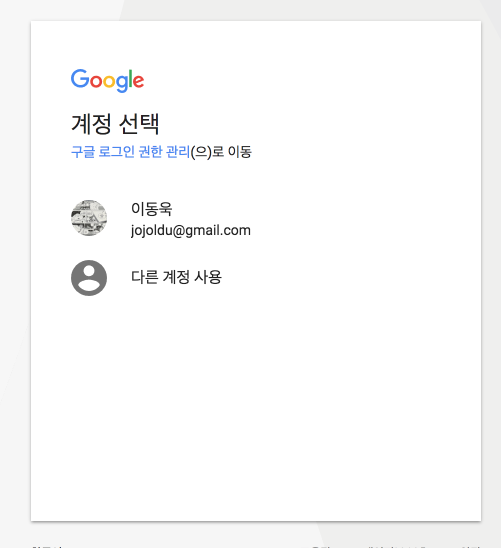 Google
계정 선택
구글 로그인 권한 관리(으)로 이동
이동욱
jojoldu@gmail.com
다른 계정 사용